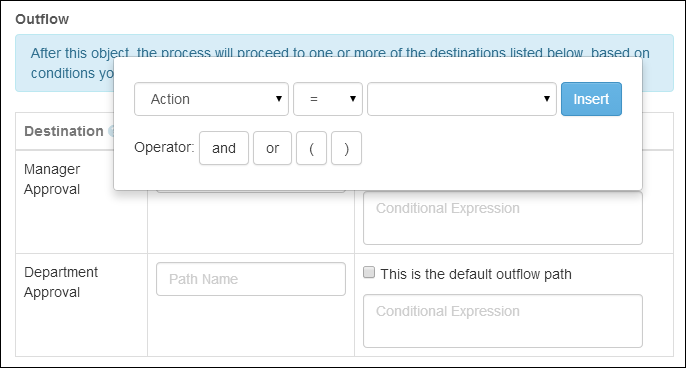 Outflow
After this object, the process will proceed to one or more of the destinations listed below, based on
conditions yo
Action = Insert
Operator: and or ( )
Destination
Manager
Approval
Conditional Expression
Department
Approval
Path Name
This is the default outflow path
Conditional Expression